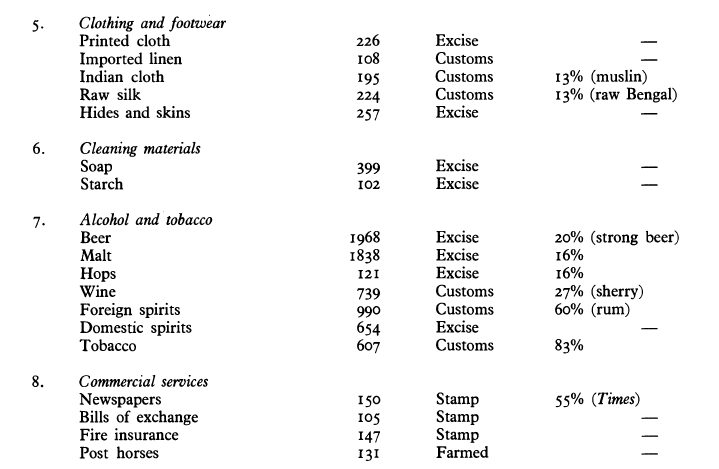 5. Clothing and footwear
Printed cloth 226 Excise —
Imported linen 108 Customs —
Indian cloth 195 Customs 13% (muslin)
Raw silk 224 Customs 13% (raw Bengal)
Hides and skins 257 Excise —
6. Cleaning materials
Soap 399 Excise —
Starch 102 Excise —
7. Alcohol and tobacco
Beer 1968 Excise 20% (strong beer)
Malt 1838 Excise 16%
Hops 121 Excise 16%
Wine 739 Customs 27% (sherry)
Foreign spirits 990 Customs 60% (rum)
Domestic spirits 654 Excise —
Tobacco 607 Customs 83%
8. Commercial services
Newspapers 150 Stamp 55% (Times)
Bills of exchange 105 Stamp —
Fire insurance 147 Stamp —
Post horses 131 Farmed —